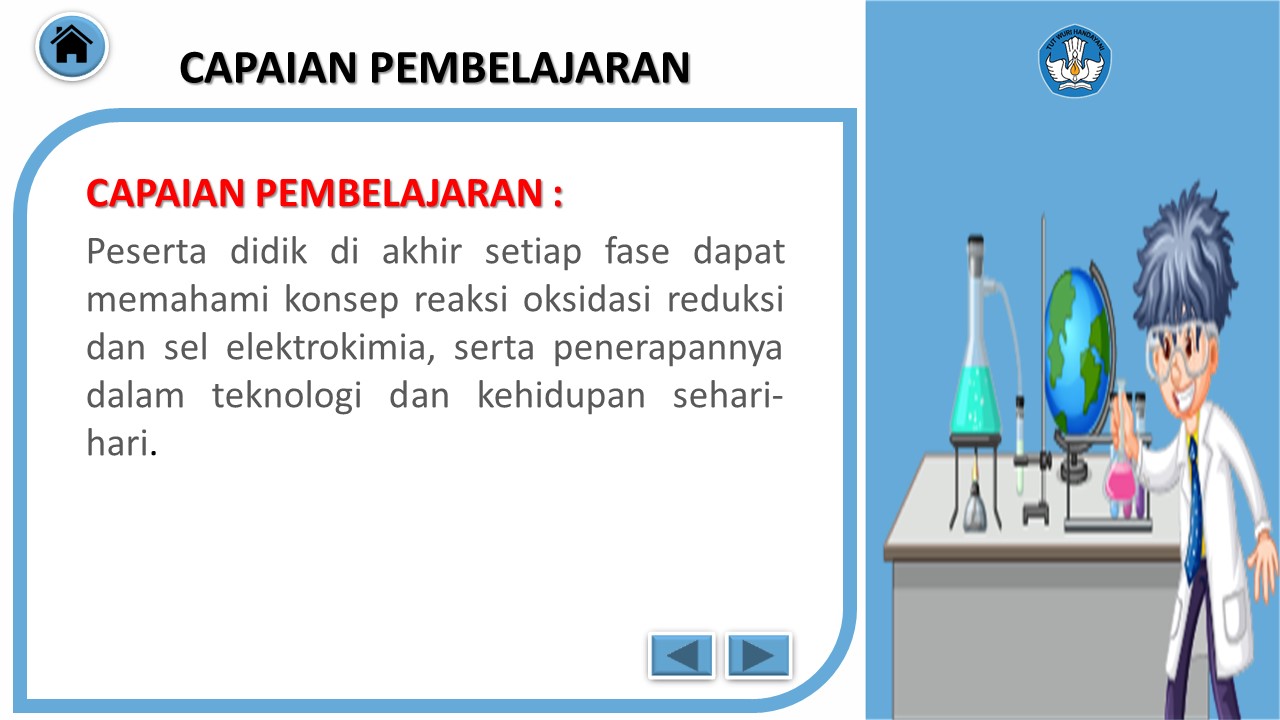 CAPAIAN PEMBELAJARAN
TUT WURI HANDAYANI
CAPAIAN PEMBELAJARAN :
Peserta didik di akhir setiap fase dapat
memahami konsep reaksi oksidasi reduksi
dan sel elektrokimia, serta penerapannya
dalam teknologi dan kehidupan sehari-
hari.